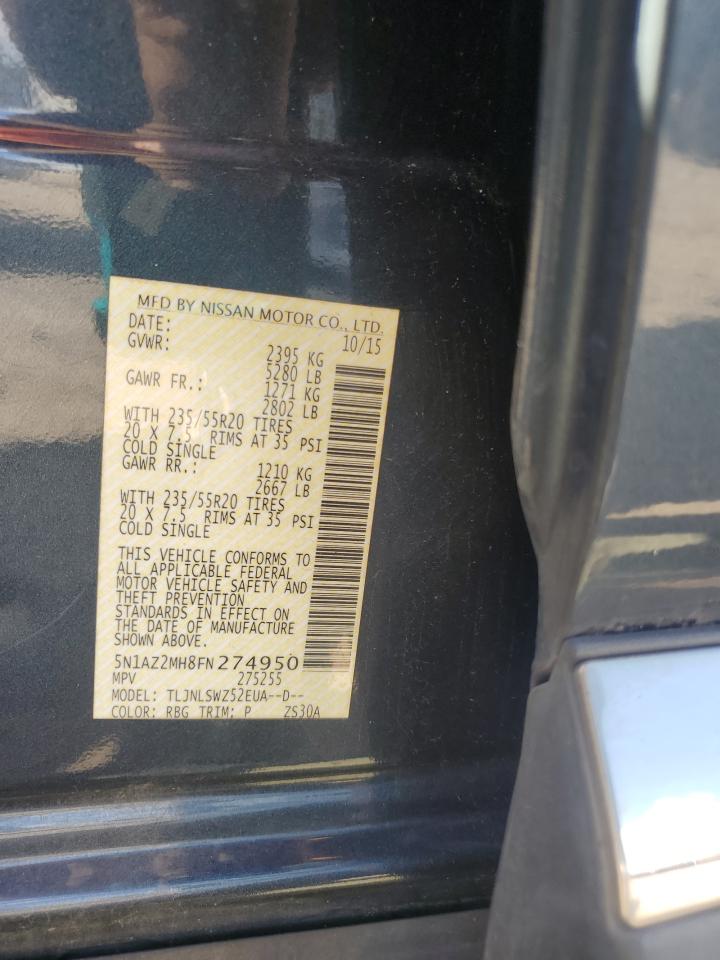 MFD BY NISSAN MOTOR CO., LTD.
DATE: 10/15
GVWR: 2395 KG
5280 LB
GAWR FR.: 1271 KG
2802 LB
WITH 235/55R20 TIRES
20 X 7.5 RIMS AT 35 PSI
COLD SINGLE
GAWR RR.: 1210 KG
2667 LB
WITH 235/55R20 TIRES
20 X 7.5 RIMS AT 35 PSI
COLD SINGLE
THIS VEHICLE CONFORMS TO
ALL APPLICABLE FEDERAL
MOTOR VEHICLE SAFETY AND
THEFT PREVENTION
STANDARDS IN EFFECT ON
THE DATE OF MANUFACTURE
SHOWN ABOVE.
5N1AZ2MH8FN274950
MPV 275255
MODEL: TLJNLSWZ52EUA--D--
COLOR: RBG TRIM: P ZS30A